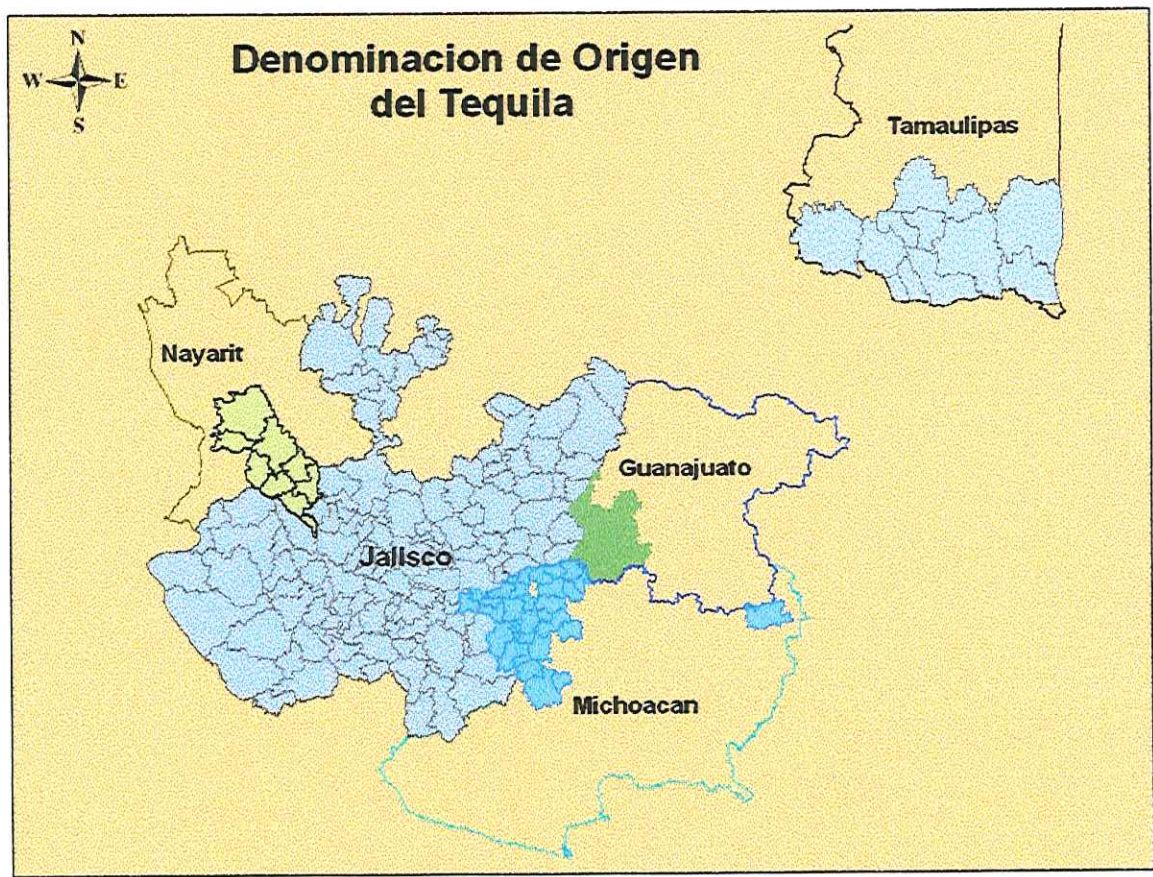 N
W E
S
Denominacion de Origen
del Tequila
Tamaulipas
Nayarit
Guanajuato
Jalisco
Michoacan